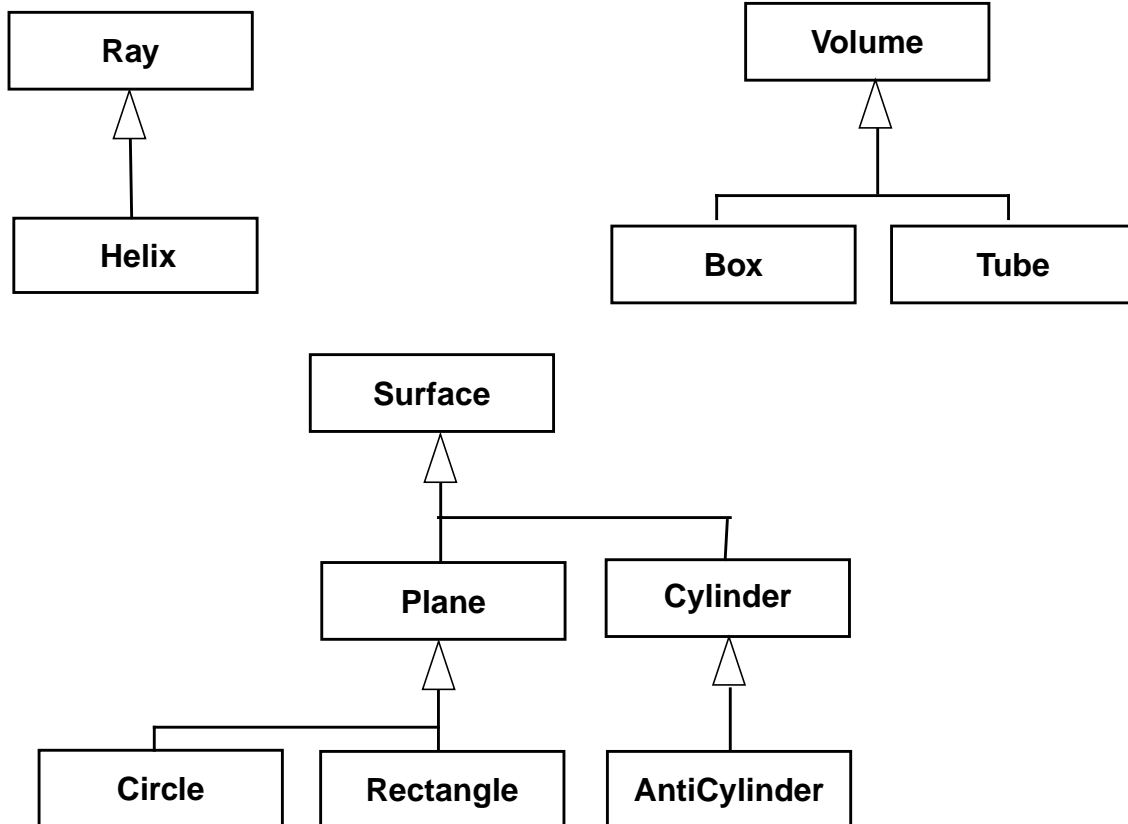 Ray
Volume
Helix
Box
Tube
Surface
Plane
Cylinder
Circle
Rectangle
AntiCylinder